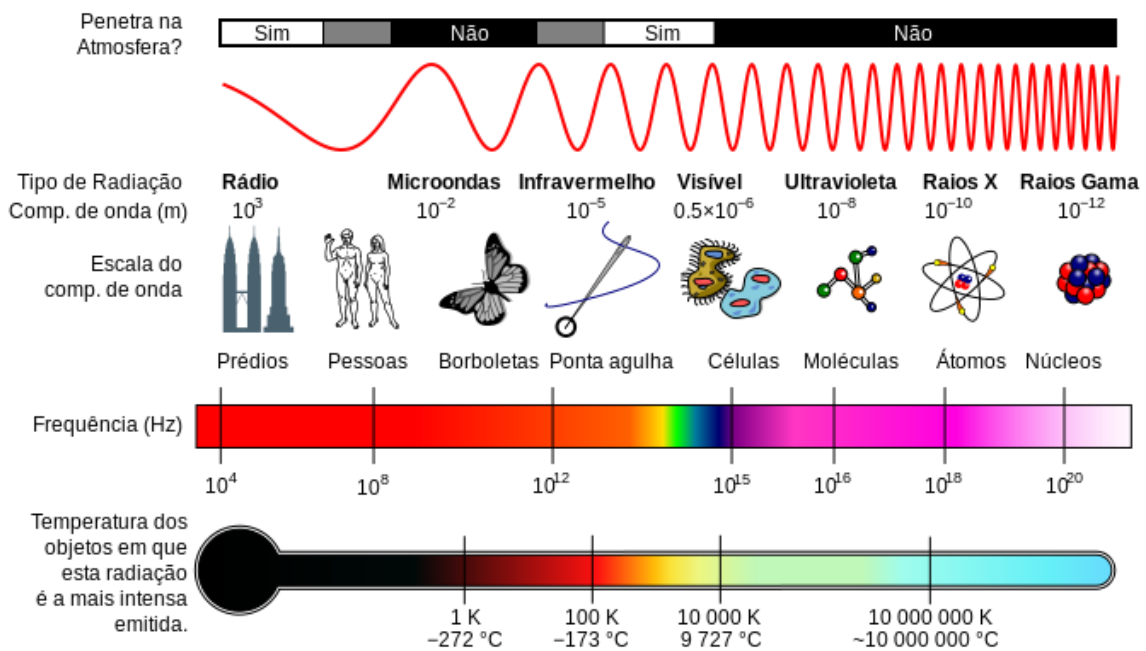 Penetra na
Atmosfera?
Sim Não Sim Não
Tipo de Radiação Rádio Microondas Infravermelho Visível Ultravioleta Raios X Raios Gama
Comp. de onda (m) 10³ 10⁻² 10⁻⁵ 0.5×10⁻⁶ 10⁻⁸ 10⁻¹⁰ 10⁻¹²
Escala do
comp. de onda
Prédios Pessoas Borboletas Ponta agulha Células Moléculas Átomos Núcleos
Frequência (Hz)
10⁴ 10⁸ 10¹² 10¹⁵ 10¹⁶ 10¹⁸ 10²⁰
Temperatura dos
objetos em que
esta radiação
é a mais intensa
emitida.
1 K 100 K 10 000 K 10 000 000 K
−272 °C −173 °C 9 727 °C ~10 000 000 °C